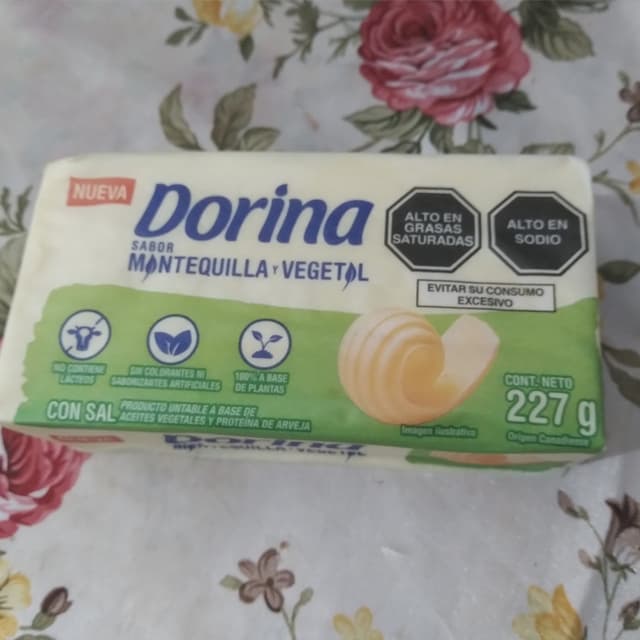 NUEVA
Dorina
SABOR
MANTEQUILLA Y VEGETAL
ALTO EN
GRASAS
SATURADAS
ALTO EN
SODIO
EVITAR SU CONSUMO
EXCESIVO
NO CONTIENE
LÁCTEOS
SIN COLORANTES NI
SABORIZANTES ARTIFICIALES
100% A BASE
DE PLANTAS
CON SAL
PRODUCTO UNTABLE A BASE DE
ACEITES VEGETALES Y PROTEÍNA DE ARVEJA
Imagen ilustrativa
CONT. NETO
227 g
Dorina
MANTEQUILLA Y VEGETAL